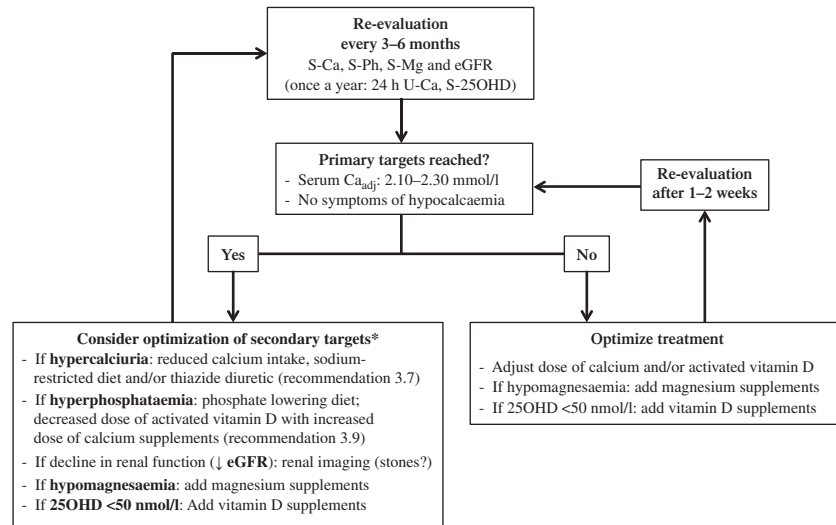 Re-evaluation
every 3–6 months
S-Ca, S-Ph, S-Mg and eGFR
(once a year: 24 h U-Ca, S-25OHD)
Primary targets reached?
- Serum Caadj: 2.10–2.30 mmol/l
- No symptoms of hypocalcaemia
Re-evaluation
after 1–2 weeks
Yes
No
Consider optimization of secondary targets*
- If hypercalciuria: reduced calcium intake, sodium-
restricted diet and/or thiazide diuretic (recommendation 3.7)
- If hyperphosphataemia: phosphate lowering diet;
decreased dose of activated vitamin D with increased
dose of calcium supplements (recommendation 3.9)
- If decline in renal function (↓ eGFR): renal imaging (stones?)
- If hypomagnesaemia: add magnesium supplements
- If 25OHD <50 nmol/l: Add vitamin D supplements
Optimize treatment
- Adjust dose of calcium and/or activated vitamin D
- If hypomagnesaemia: add magnesium supplements
- If 25OHD <50 nmol/l: add vitamin D supplements